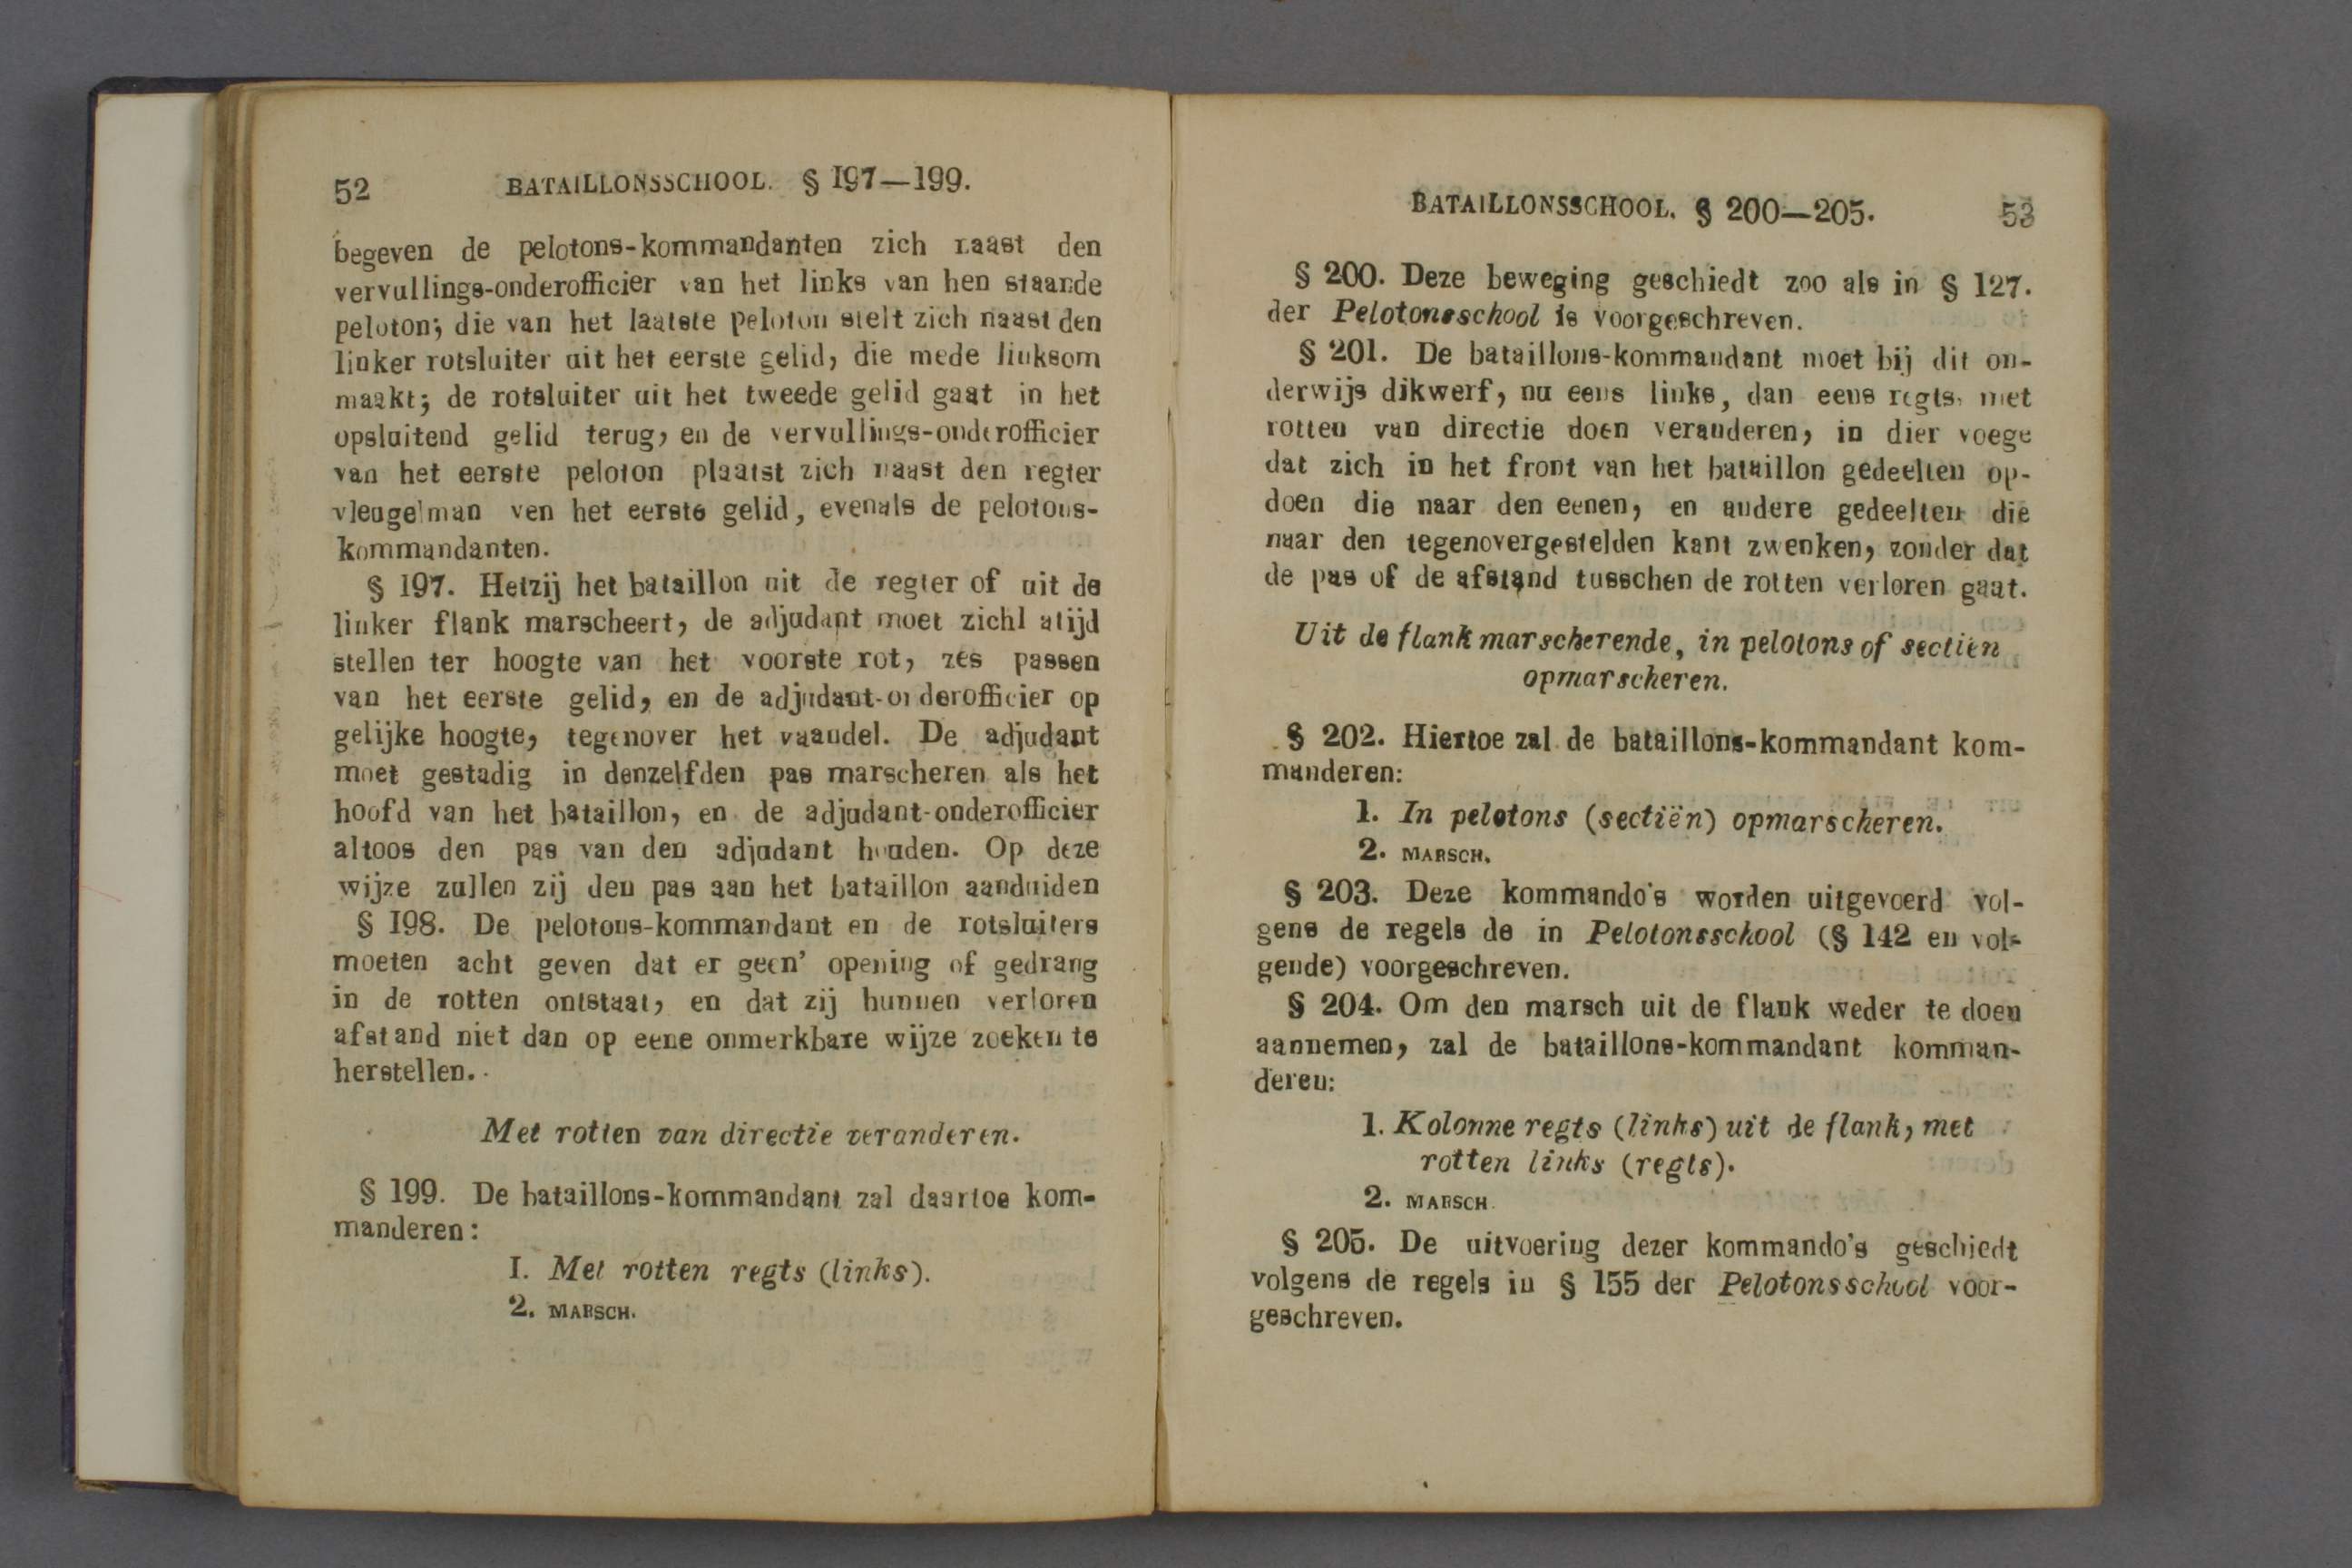 52 BATAILLONSSCHOOL. § I97—199.
begeven de pelotons-kommandanten zich naast den
vervullings-onderofficier van het links van hen staande
peloton; die van het laatste peloton stelt zich naast den
linker rotsluiter uit het eerste gelid, die mede linksom
maakt; de rotsluiter uit het tweede gelid gaat in het
opsluitend gelid terug, en de vervullings-onderofficier
van het eerste peloton plaatst zich naast den regter
vleugelman ven het eerste gelid, evenals de pelotons-
kommandanten.
§ 197. Hetzij het bataillon uit de regter of uit de
linker flank marscheert, de adjudant moet zichl atijd
stellen ter hoogte van het voorste rot, zes passen
van het eerste gelid, en de adjudant-onderofficier op
gelijke hoogte, tegenover het vaandel. De adjudant
moet gestadig in denzelfden pas marscheren als het
hoofd van het bataillon, en de adjudant-onderofficier
altoos den pas van den adjudant houden. Op deze
wijze zullen zij den pas aan het bataillon aanduiden
§ I98. De pelotons-kommandant en de rotsluiters
moeten acht geven dat er geen' opening of gedrang
in de rotten ontstaat, en dat zij hunnen verloren
afstand niet dan op eene onmerkbare wijze zoeken te
herstellen.
Met rotten van directie veranderen.
§ 199. De bataillons-kommandant zal daartoe kom-
manderen:
I. Met rotten regts (links).
2. MARSCH.
BATAILLONSSCHOOL. § 200—205. 53
§ 200. Deze beweging geschiedt zoo als in § 127.
der Pelotonsschool is voorgeschreven.
§ 201. De bataillons-kommandant moet bij dit on-
derwijs dikwerf, nu eens links, dan eens regts, met
rotten van directie doen veranderen, in dier voege
dat zich in het front van het bataillon gedeelten op-
doen die naar den eenen, en andere gedeelten die
naar den tegenovergestelden kant zwenken, zonder dat
de pas of de afstand tusschen de rotten verloren gaat.
Uit de flank marscherende, in pelotons of sectiën
opmarscheren.
§ 202. Hiertoe zal de bataillons-kommandant kom-
manderen:
1. In pelotons (sectiën) opmarscheren.
2. MARSCH.
§ 203. Deze kommando's worden uitgevoerd vol-
gens de regels de in Pelotonsschool (§ 142 en vol-
gende) voorgeschreven.
§ 204. Om den marsch uit de flank weder te doen
aannemen, zal de bataillons-kommandant komman-
deren:
1. Kolonne regts (links) uit de flank, met
rotten links (regts).
2. MARSCH.
§ 205. De uitvoering dezer kommando's geschiedt
volgens de regels in § 155 der Pelotonsschool voor-
geschreven.